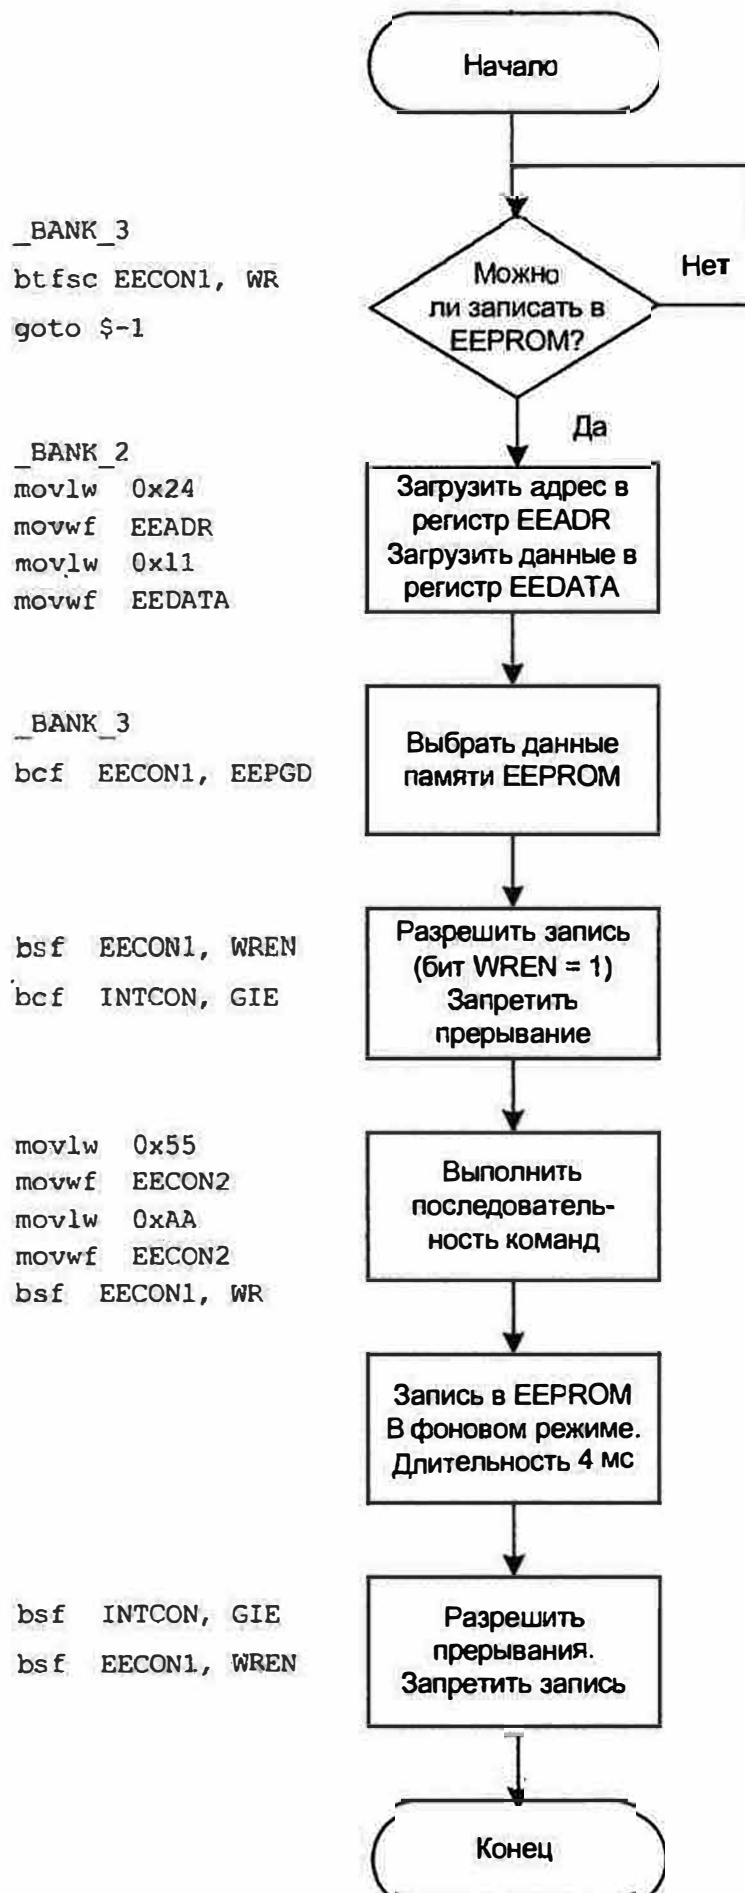 Начало
_BANK_3
btfsc EECON1, WR
goto $-1
Можно
ли записать в
EEPROM?
Нет
Да
_BANK_2
movlw 0x24
movwf EEADR
movlw 0x11
movwf EEDATA
Загрузить адрес в
регистр EEADR
Загрузить данные в
регистр EEDATA
_BANK_3
bcf EECON1, EEPGD
Выбрать данные
памяти EEPROM
bsf EECON1, WREN
bcf INTCON, GIE
Разрешить запись
(бит WREN = 1)
Запретить
прерывание
movlw 0x55
movwf EECON2
movlw 0xAA
movwf EECON2
bsf EECON1, WR
Выполнить
последователь-
ность команд
Запись в EEPROM
В фоновом режиме.
Длительность 4 мс
bsf INTCON, GIE
bsf EECON1, WREN
Разрешить
прерывания.
Запретить запись
Конец